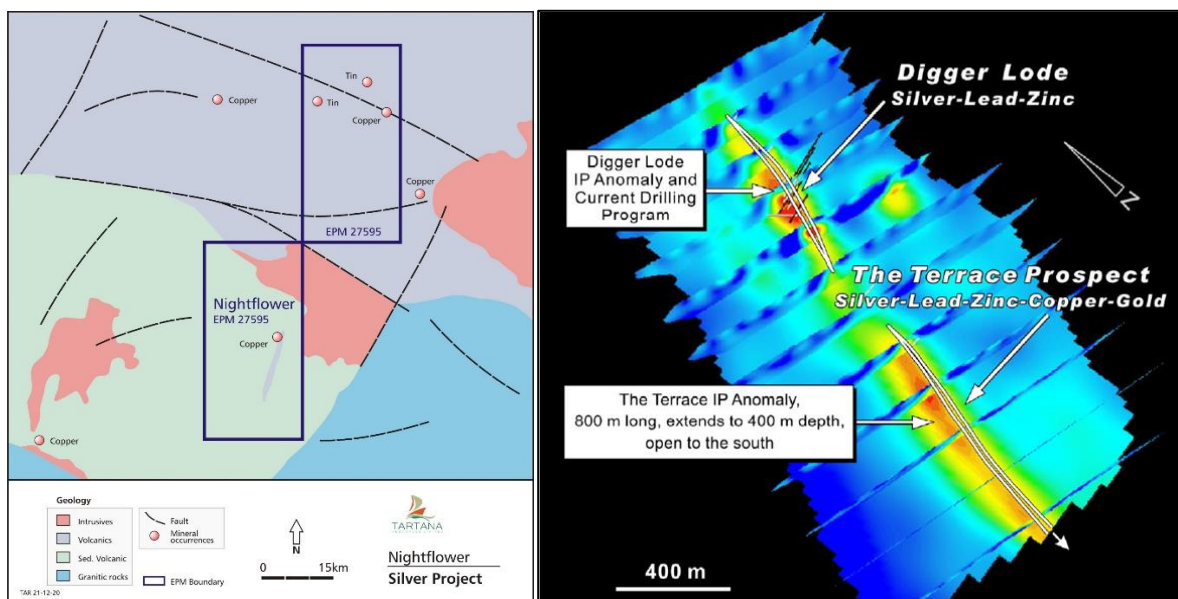 Tin
Tin
Copper
Copper
Copper
EPM 27595
Nightflower
EPM 27595
Copper
Copper
Geology
Intrusives
Volcanics
Sed. Volcanic
Granitic rocks
Fault
Mineral
occurrences
EPM Boundary
N
0 15km
TARTANA
Nightflower
Silver Project
TAR 21-12-20
Digger Lode
Silver-Lead-Zinc
Digger Lode
IP Anomaly and
Current Drilling
Program
N
The Terrace Prospect
Silver-Lead-Zinc-Copper-Gold
The Terrace IP Anomaly,
800 m long, extends to 400 m depth,
open to the south
400 m